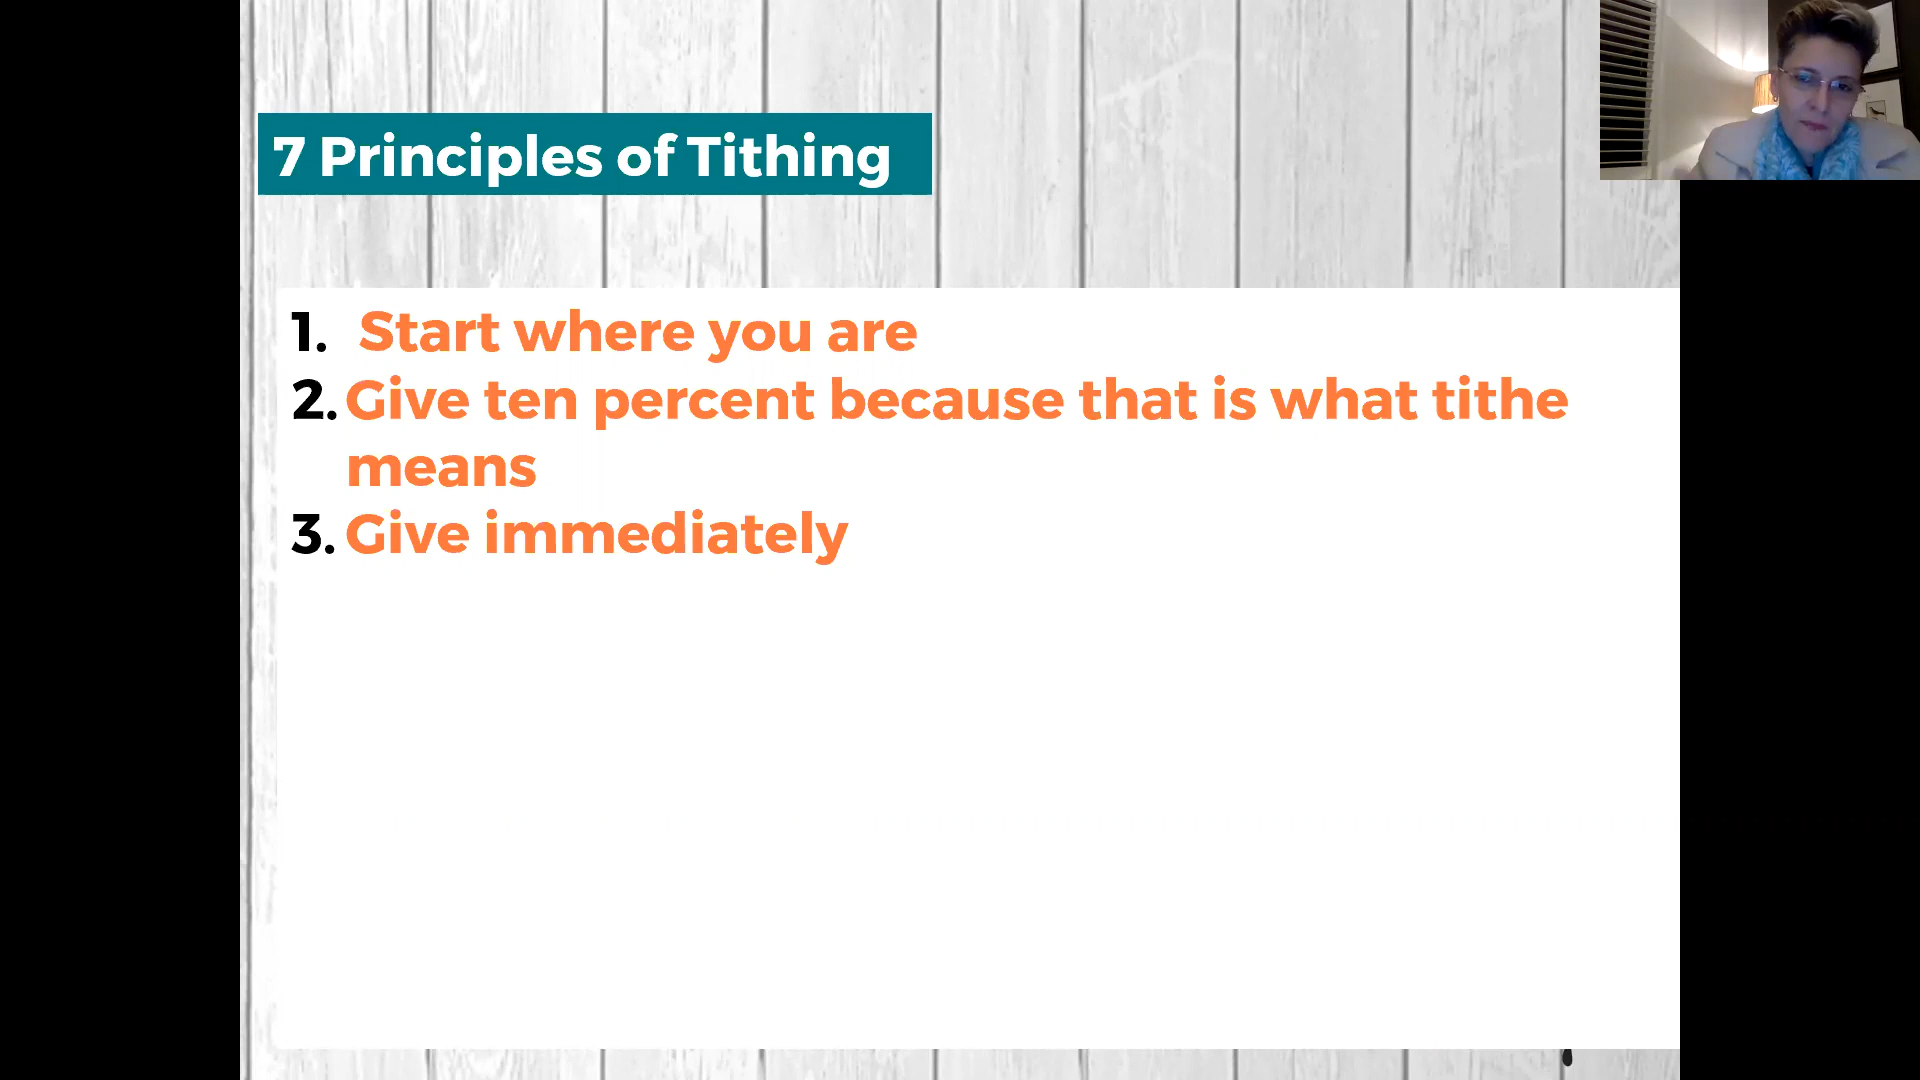 7 Principles of Tithing
1. Start where you are
2. Give ten percent because that is what tithe
means
3. Give immediately